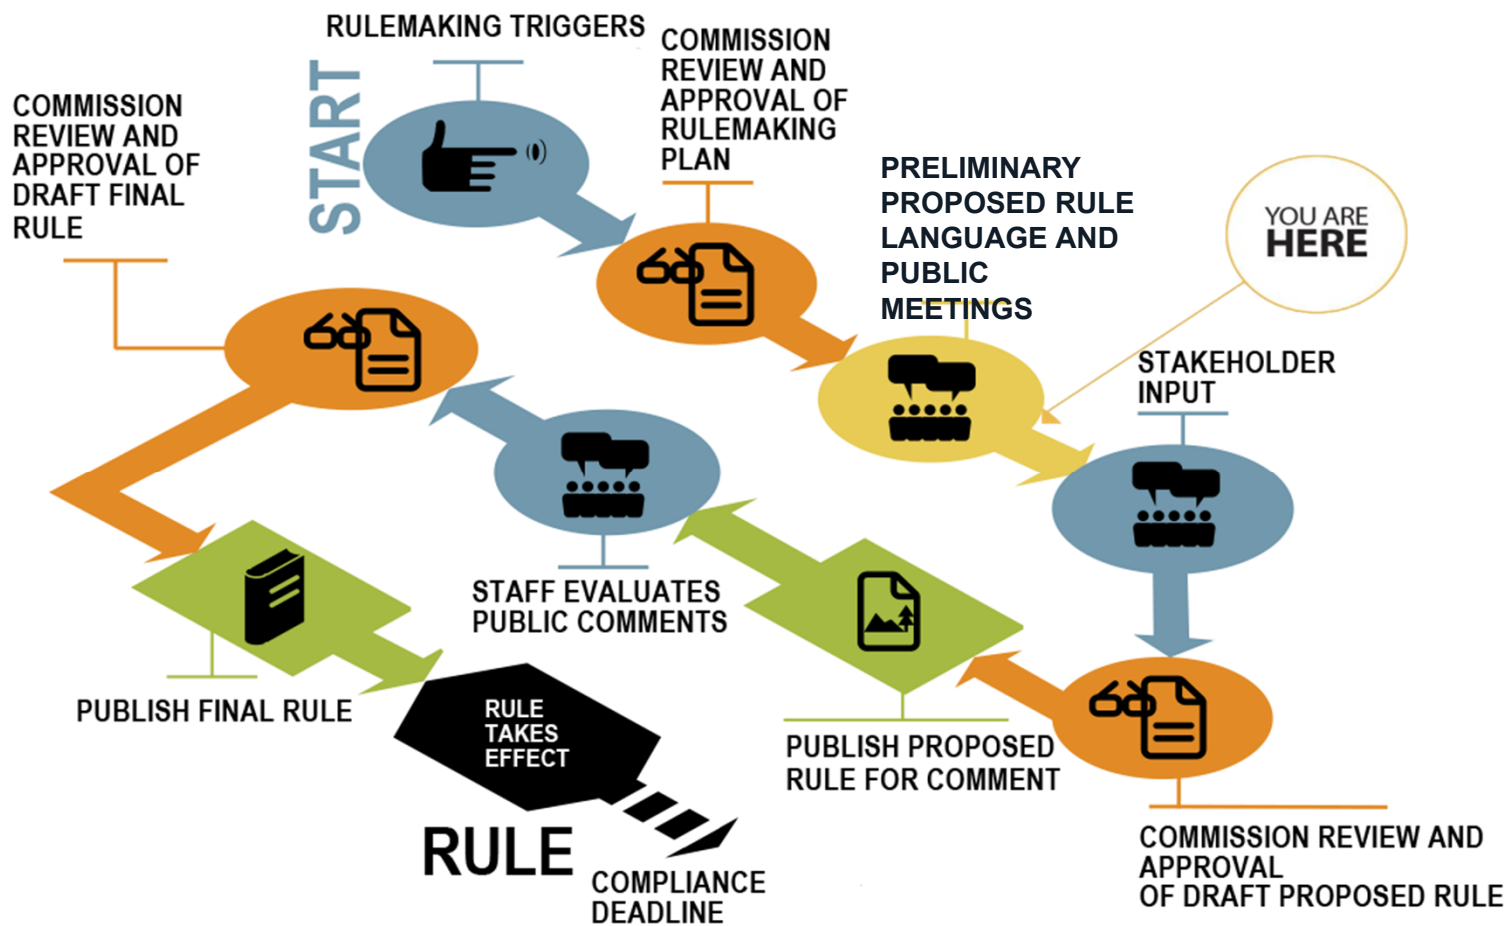 RULEMAKING TRIGGERS
START
COMMISSION
REVIEW AND
APPROVAL OF
RULEMAKING
PLAN
PRELIMINARY
PROPOSED RULE
LANGUAGE AND
PUBLIC
MEETINGS
YOU ARE
HERE
STAKEHOLDER
INPUT
COMMISSION REVIEW AND
APPROVAL
OF DRAFT PROPOSED RULE
PUBLISH PROPOSED
RULE FOR COMMENT
STAFF EVALUATES
PUBLIC COMMENTS
COMMISSION
REVIEW AND
APPROVAL OF
DRAFT FINAL
RULE
PUBLISH FINAL RULE
RULE
TAKES
EFFECT
RULE
COMPLIANCE
DEADLINE